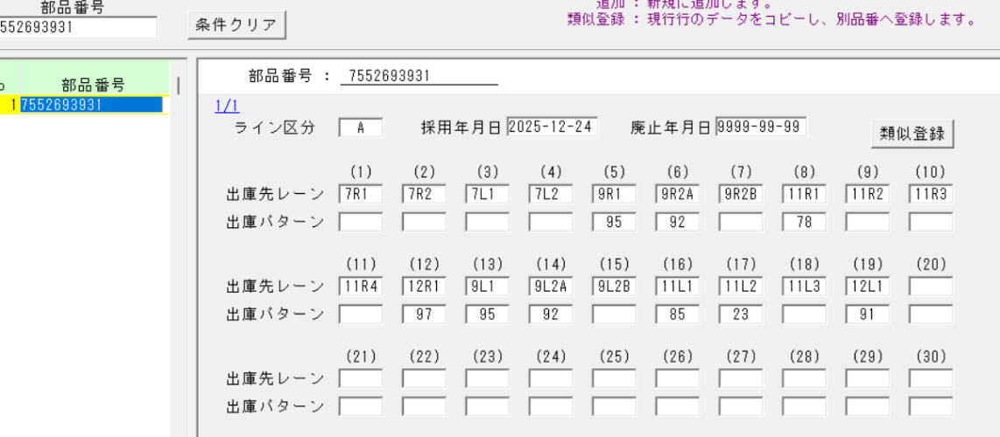 部品番号
552693931
条件クリア
追加 : 新規に追加します。
類似登録 : 現行行のデータをコピーし、別品番へ登録します。
部品番号
1 7552693931
部品番号 : 7552693931
1/1
ライン区分 A 採用年月日 2025-12-24 廃止年月日 9999-99-99 類似登録
(1) (2) (3) (4) (5) (6) (7) (8) (9) (10)
出庫先レーン 7R1 7R2 7L1 7L2 9R1 9R2A 9R2B 11R1 11R2 11R3
出庫パターン 95 92 78
(11) (12) (13) (14) (15) (16) (17) (18) (19) (20)
出庫先レーン 11R4 12R1 9L1 9L2A 9L2B 11L1 11L2 11L3 12L1
出庫パターン 97 95 92 85 23 91
(21) (22) (23) (24) (25) (26) (27) (28) (29) (30)
出庫先レーン
出庫パターン